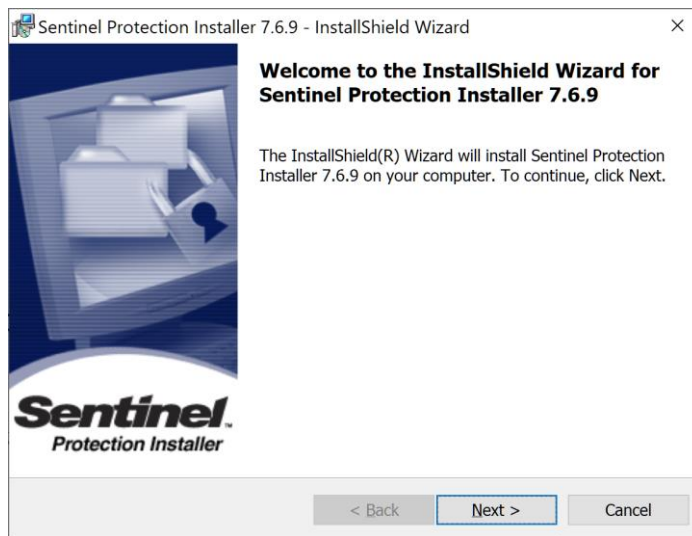 Sentinel Protection Installer 7.6.9 - InstallShield Wizard
Welcome to the InstallShield Wizard for
Sentinel Protection Installer 7.6.9
The InstallShield(R) Wizard will install Sentinel Protection
Installer 7.6.9 on your computer. To continue, click Next.
Sentinel™
Protection Installer
< Back Next > Cancel